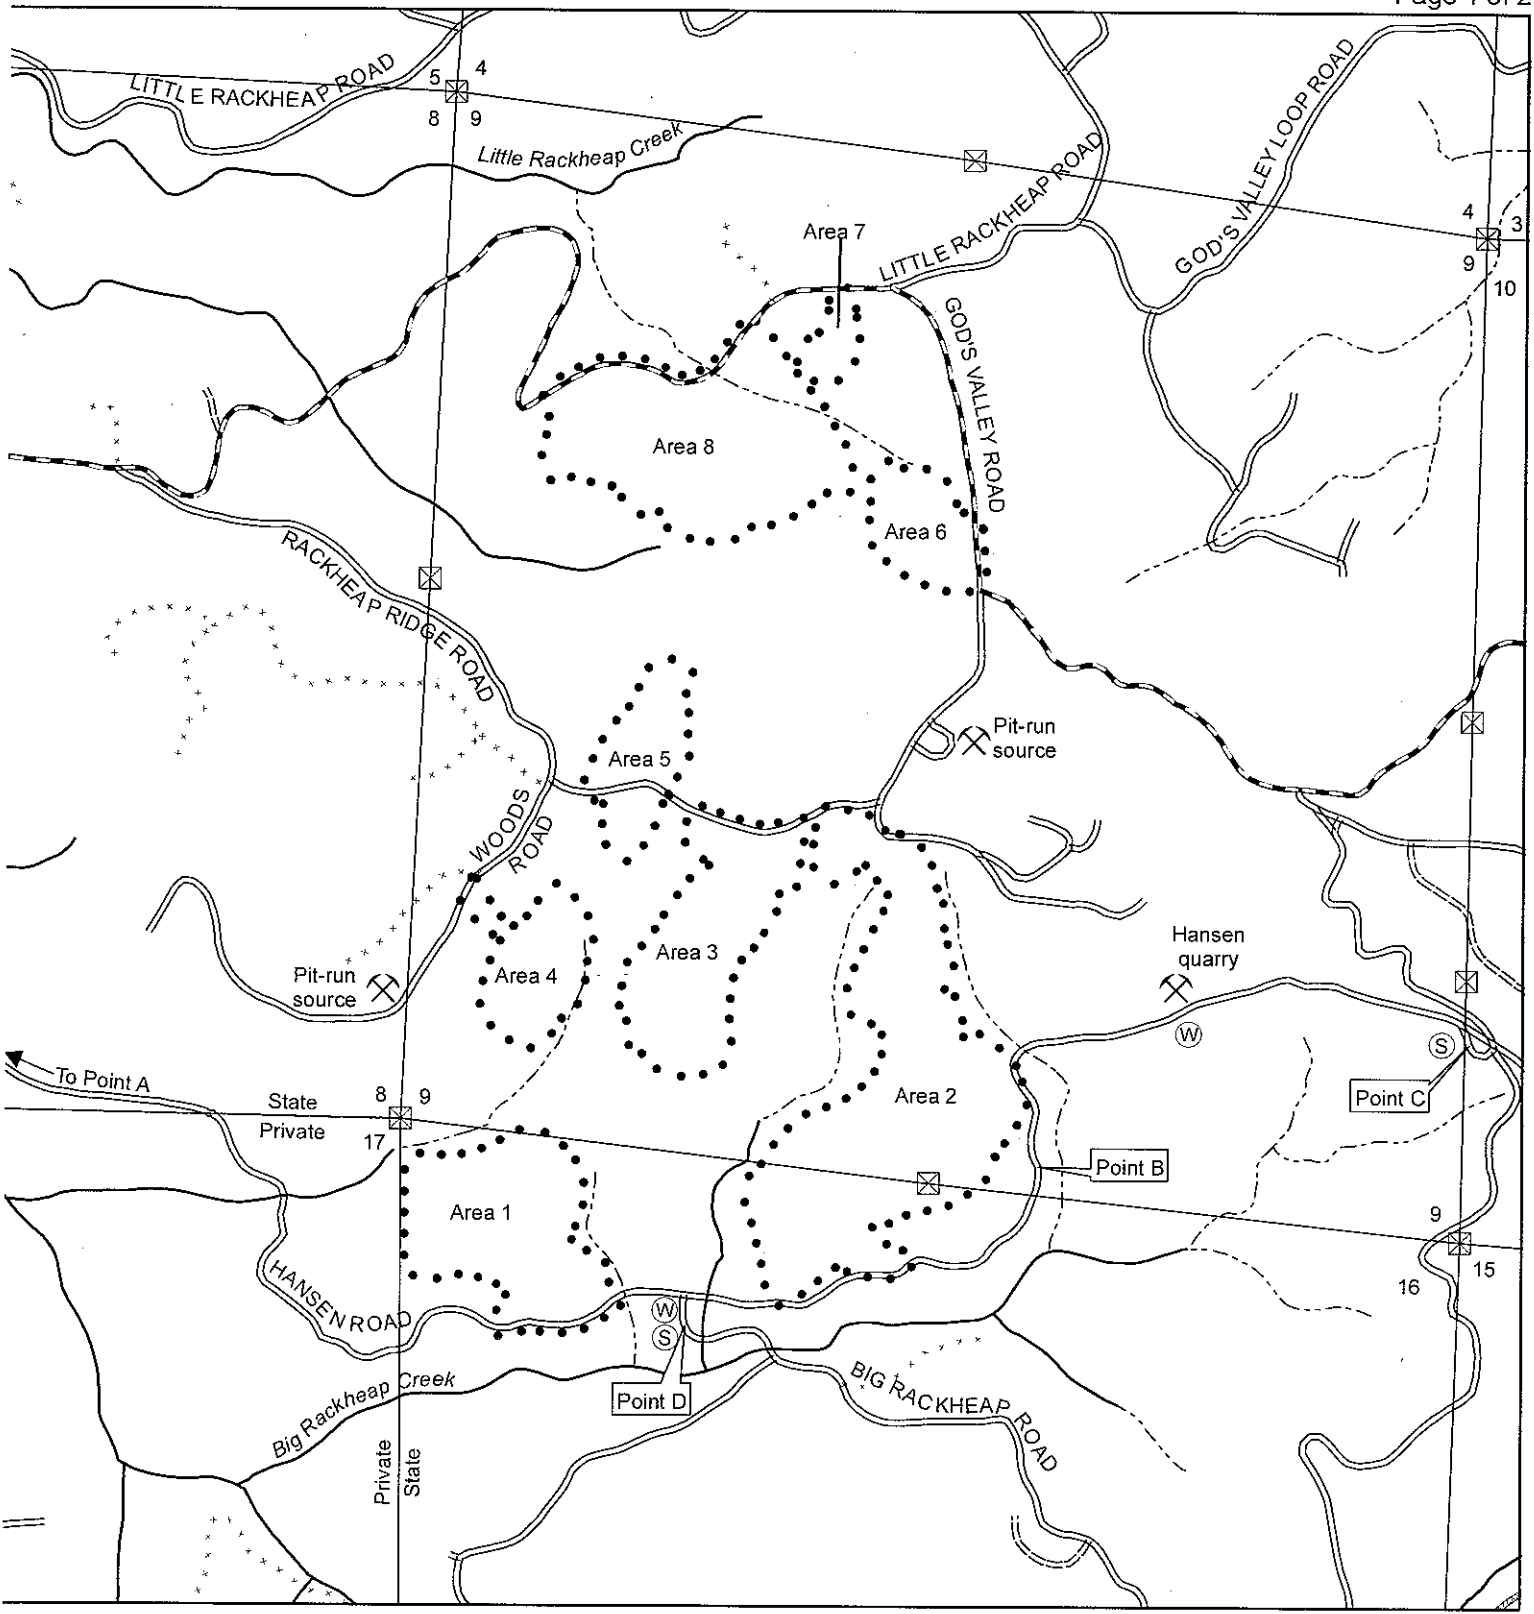 Page 1 of 2
LITTLE RACKHEAP ROAD
5 4
8 9
Little Rackheap Creek
LITTLE RACKHEAP ROAD
GOD'S VALLEY LOOP ROAD
4 3
9 10
Area 7
GOD'S VALLEY ROAD
Area 8
Area 6
RACKHEAP RIDGE ROAD
Pit-run
source
Area 5
WOODS
ROAD
Area 3
Area 4
Pit-run
source
Hansen
quarry
W
S
Point C
To Point A
State
Private
8 9
17
Area 2
Point B
Area 1
9
16 15
HANSEN ROAD
W
S
Point D
Big Rackheap Creek
BIG RACKHEAP ROAD
Private
State